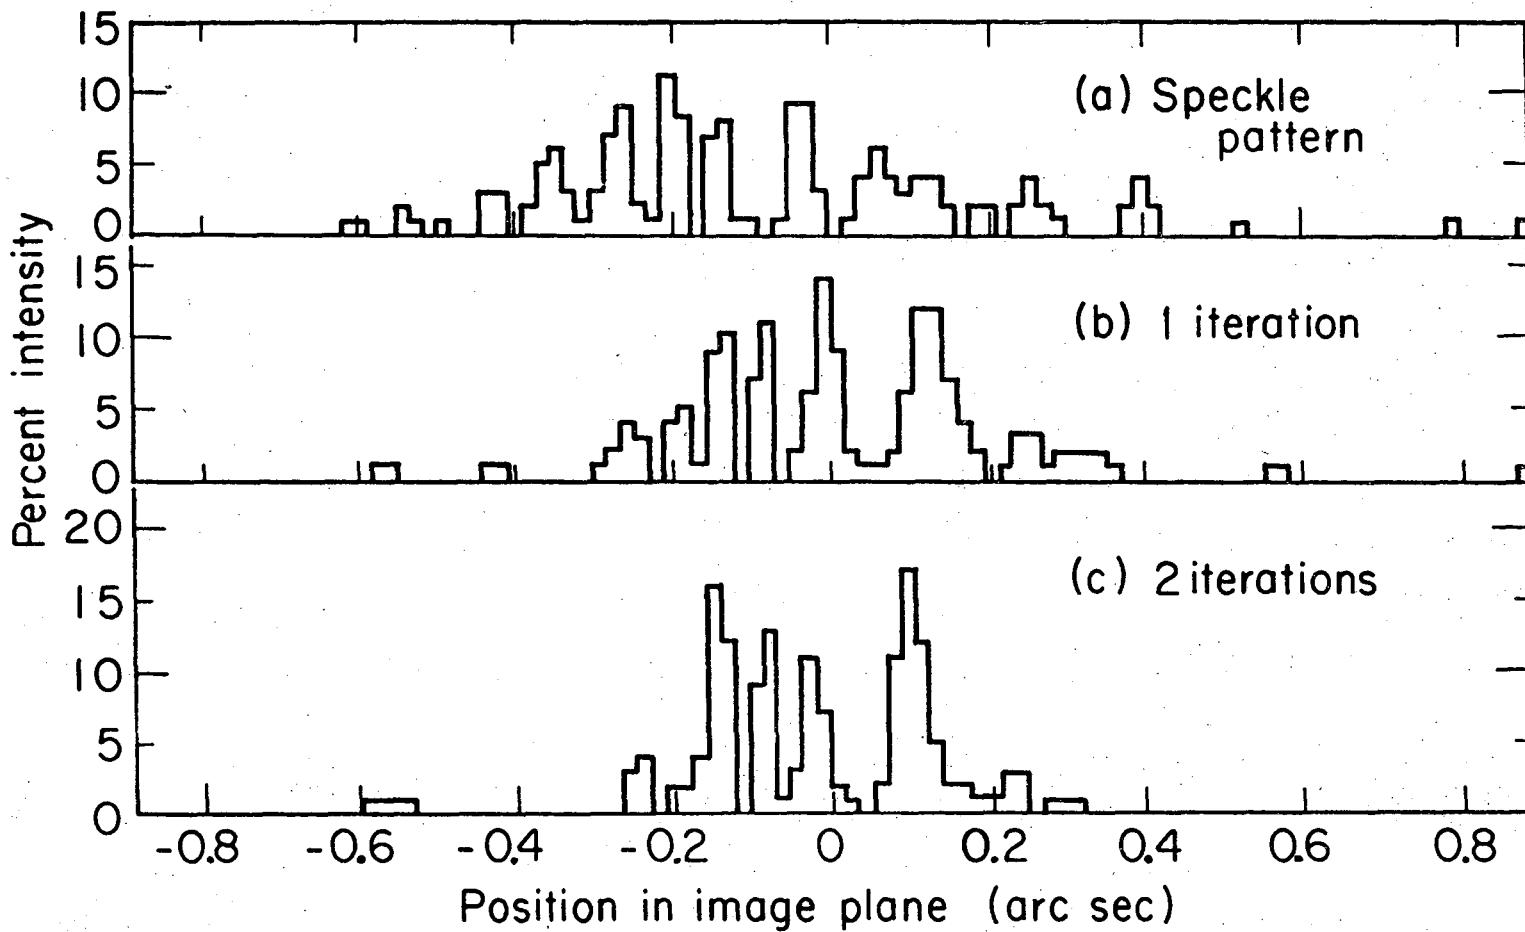 15
10
5
0
(a) Speckle
pattern
15
10
5
0
(b) 1 iteration
20
15
10
5
0
(c) 2 iterations
Percent intensity
-0.8 -0.6 -0.4 -0.2 0 0.2 0.4 0.6 0.8
Position in image plane (arc sec)